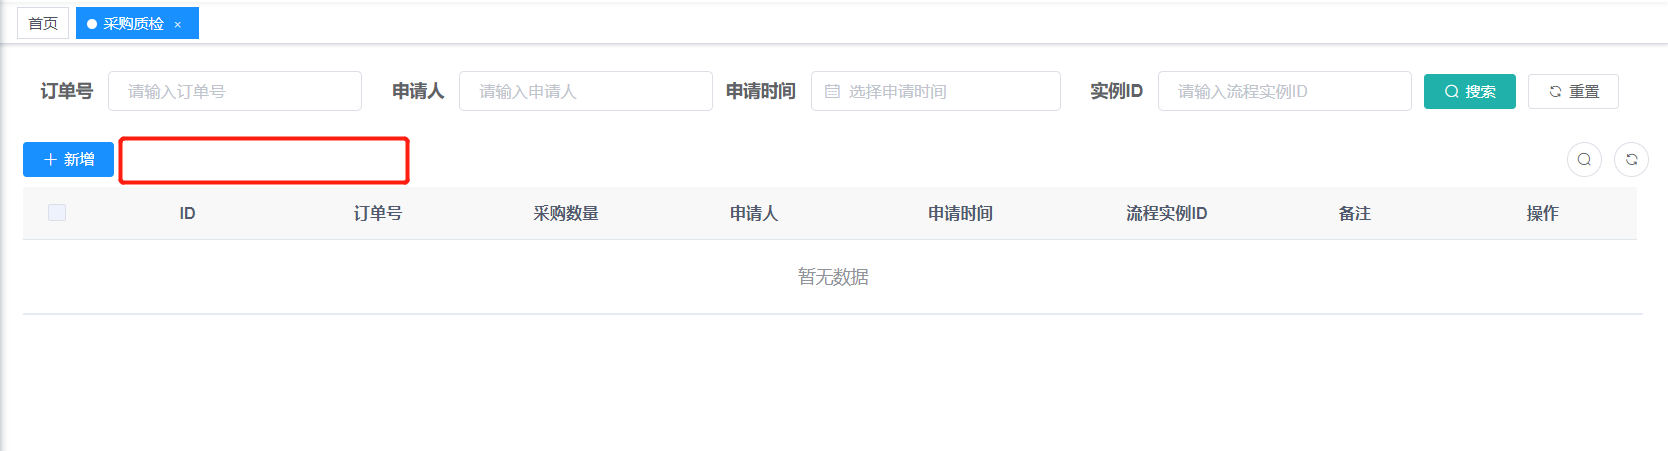 首页 采购质检 ×
订单号 请输入订单号 申请人 请输入申请人 申请时间 选择申请时间 实例ID 请输入流程实例ID 搜索 重置
新增
ID 订单号 采购数量 申请人 申请时间 流程实例ID 备注 操作
暂无数据